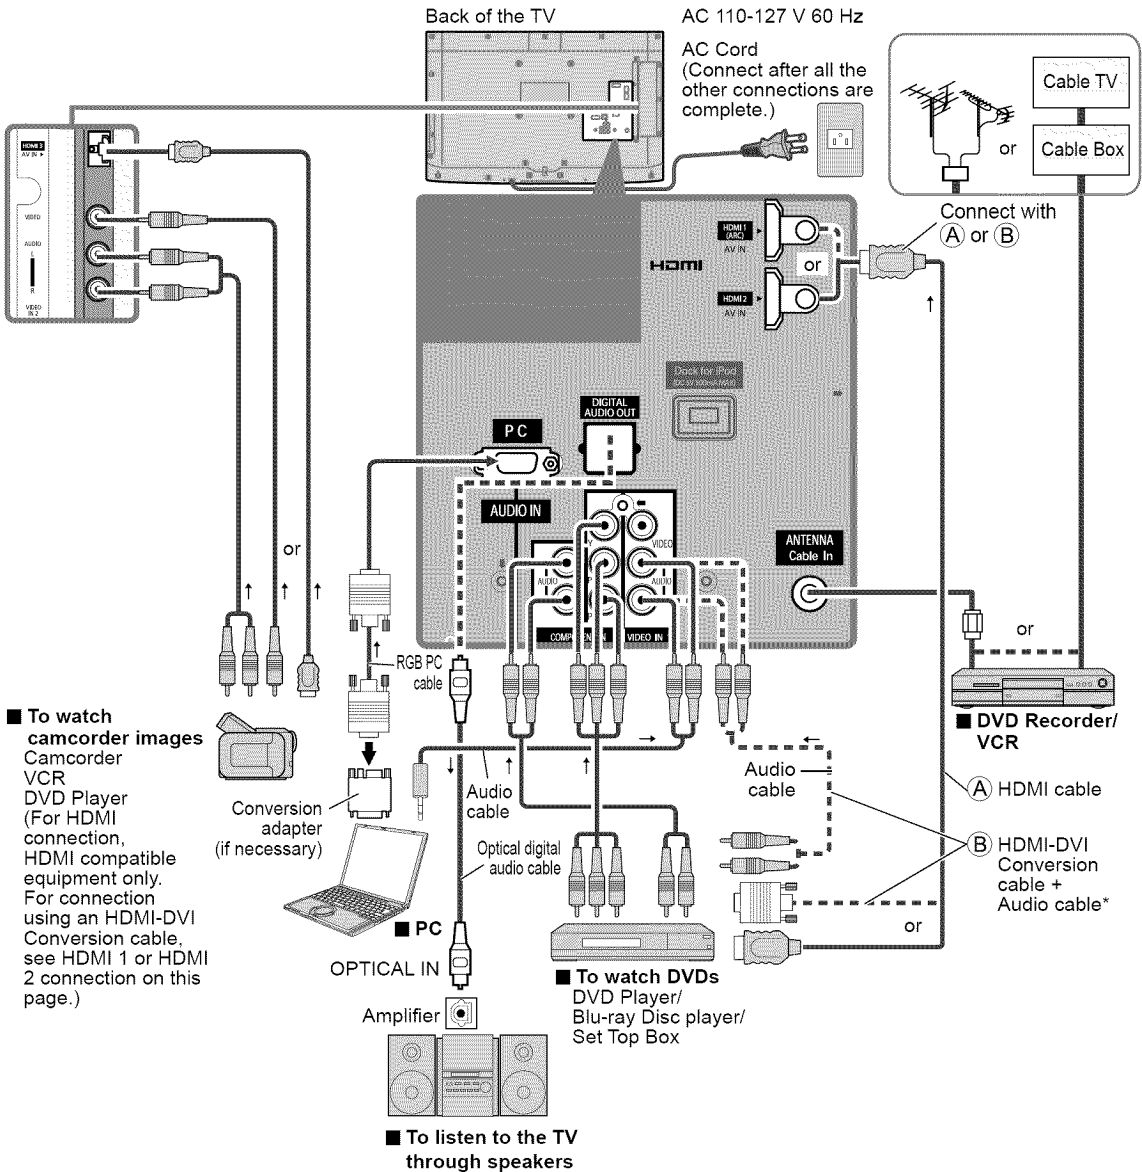 Back of the TV
AC 110-127 V 60 Hz
AC Cord
(Connect after all the
other connections are
complete.)
Cable TV
or
Cable Box
Connect with
A or B
HDMI 3
AV IN
VIDEO
AUDIO
L
R
VIDEO
IN 2
HDMI 1
(ARC)
AV IN
or
HDMI
HDMI 2
AV IN
Dock for iPod
DIGITAL
AUDIO OUT
PC
AUDIO IN
ANTENNA
Cable In
Y
VIDEO
AUDIO
P
AUDIO
P
COMPONENT IN
VIDEO IN 1
or
or
RGB PC
cable
■ To watch
camcorder images
Camcorder
VCR
DVD Player
(For HDMI
connection,
HDMI compatible
equipment only.
For connection
using an HDMI-DVI
Conversion cable,
see HDMI 1 or HDMI
2 connection on this
page.)
■ DVD Recorder/
VCR
Conversion
adapter
(if necessary)
Audio
cable
Audio
cable
A HDMI cable
Optical digital
audio cable
B HDMI-DVI
Conversion
cable +
Audio cable*
or
■ PC
OPTICAL IN
■ To watch DVDs
DVD Player/
Blu-ray Disc player/
Set Top Box
Amplifier
■ To listen to the TV
through speakers